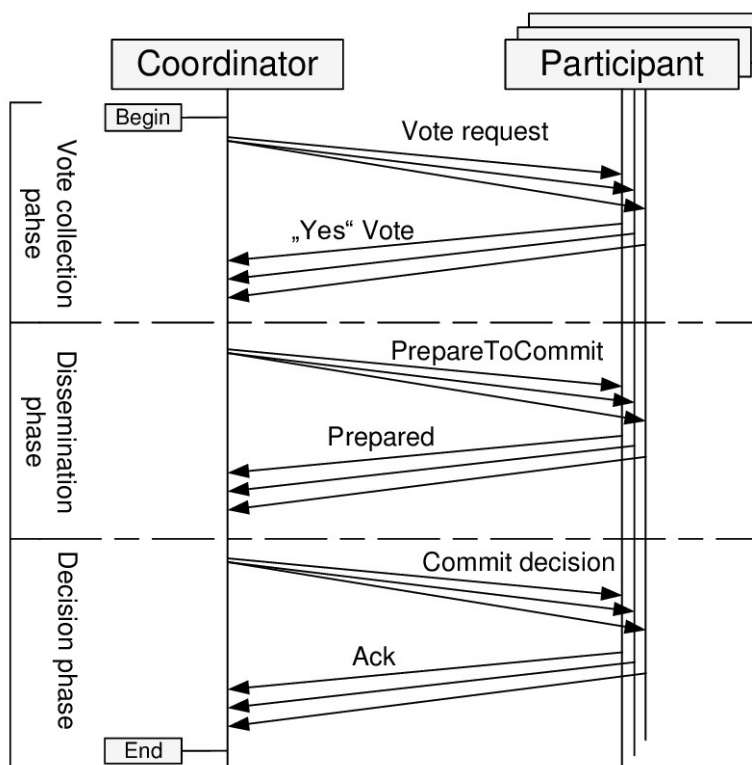 Coordinator
Participant
Begin
Vote request
Vote collection
pahse
„Yes“ Vote
PrepareToCommit
Dissemination
phase
Prepared
Commit decision
Decision phase
Ack
End